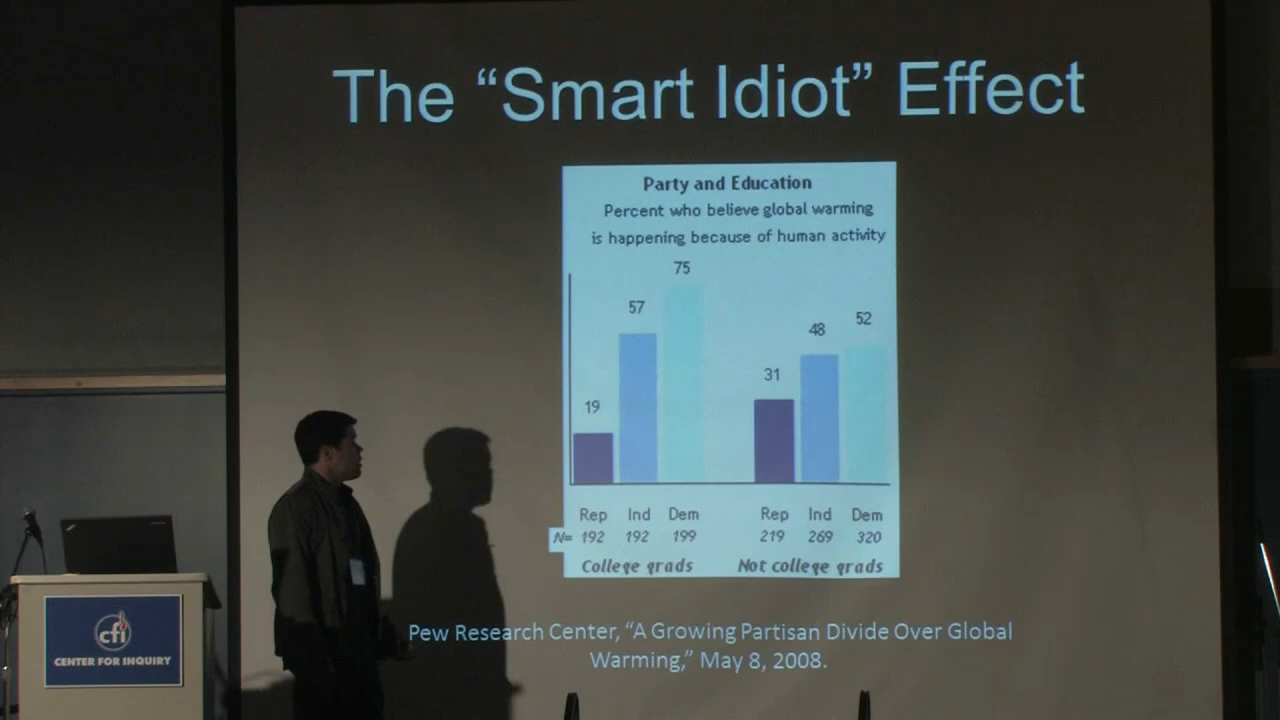 The “Smart Idiot” Effect
Party and Education
Percent who believe global warming
is happening because of human activity
75
57
52
48
31
19
Rep Ind Dem Rep Ind Dem
N= 192 192 199 219 269 320
College grads Not college grads
Pew Research Center, “A Growing Partisan Divide Over Global
Warming,” May 8, 2008.
cfi
CENTER FOR INQUIRY